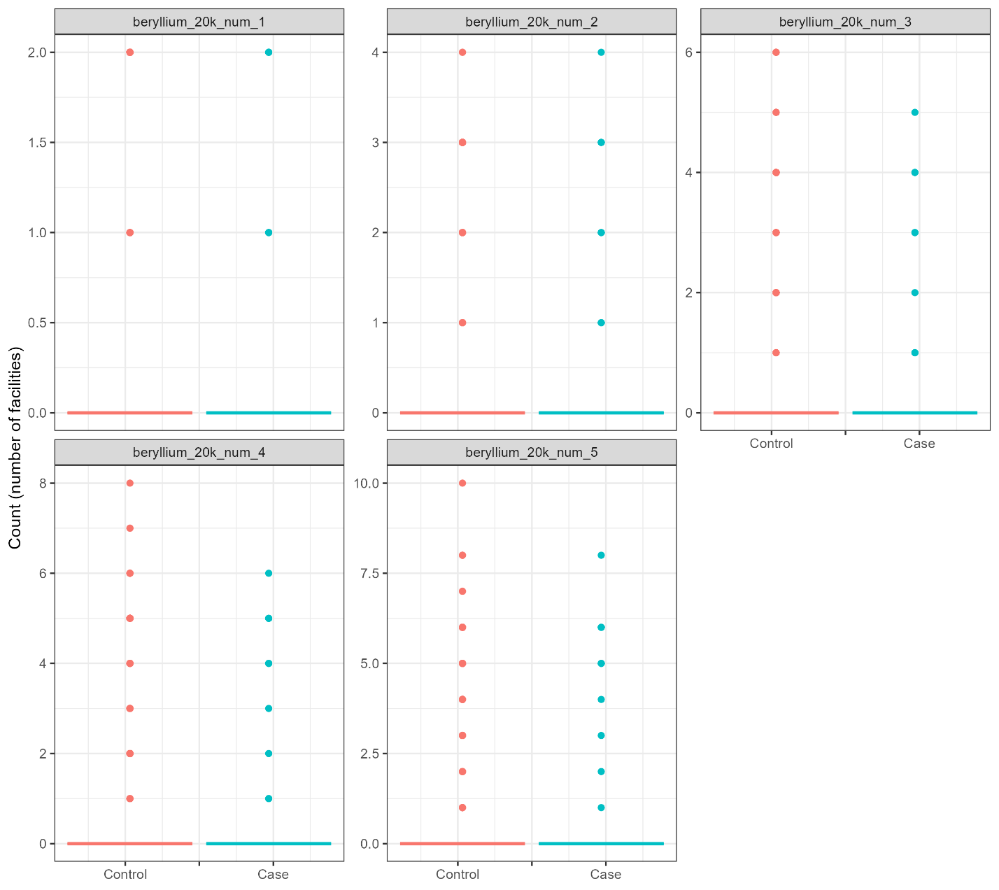 beryllium_20k_num_1
beryllium_20k_num_2
beryllium_20k_num_3
2.0
1.5
1.0
0.5
0.0
4
3
2
1
0
6
4
2
0
Control
Case
Count (number of facilities)
beryllium_20k_num_4
beryllium_20k_num_5
8
6
4
2
0
10.0
7.5
5.0
2.5
0.0
Control
Case
Control
Case